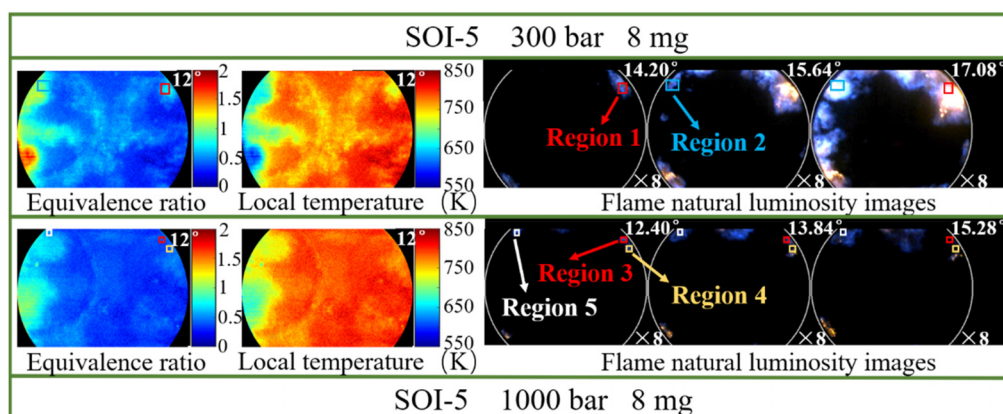 SOI-5 300 bar 8 mg
12° 2 850 14.20° 15.64° 17.08°
1.5 750
1 Region 1 Region 2
650
0.5
0 550 ×8 ×8 ×8
Equivalence ratio Local temperature (K) Flame natural luminosity images
12° 2 850 12.40° 13.84° 15.28°
1.5 750
Region 3
1 Region 5 Region 4
650
0.5
0 550 ×8 ×8 ×8
Equivalence ratio Local temperature (K) Flame natural luminosity images
SOI-5 1000 bar 8 mg